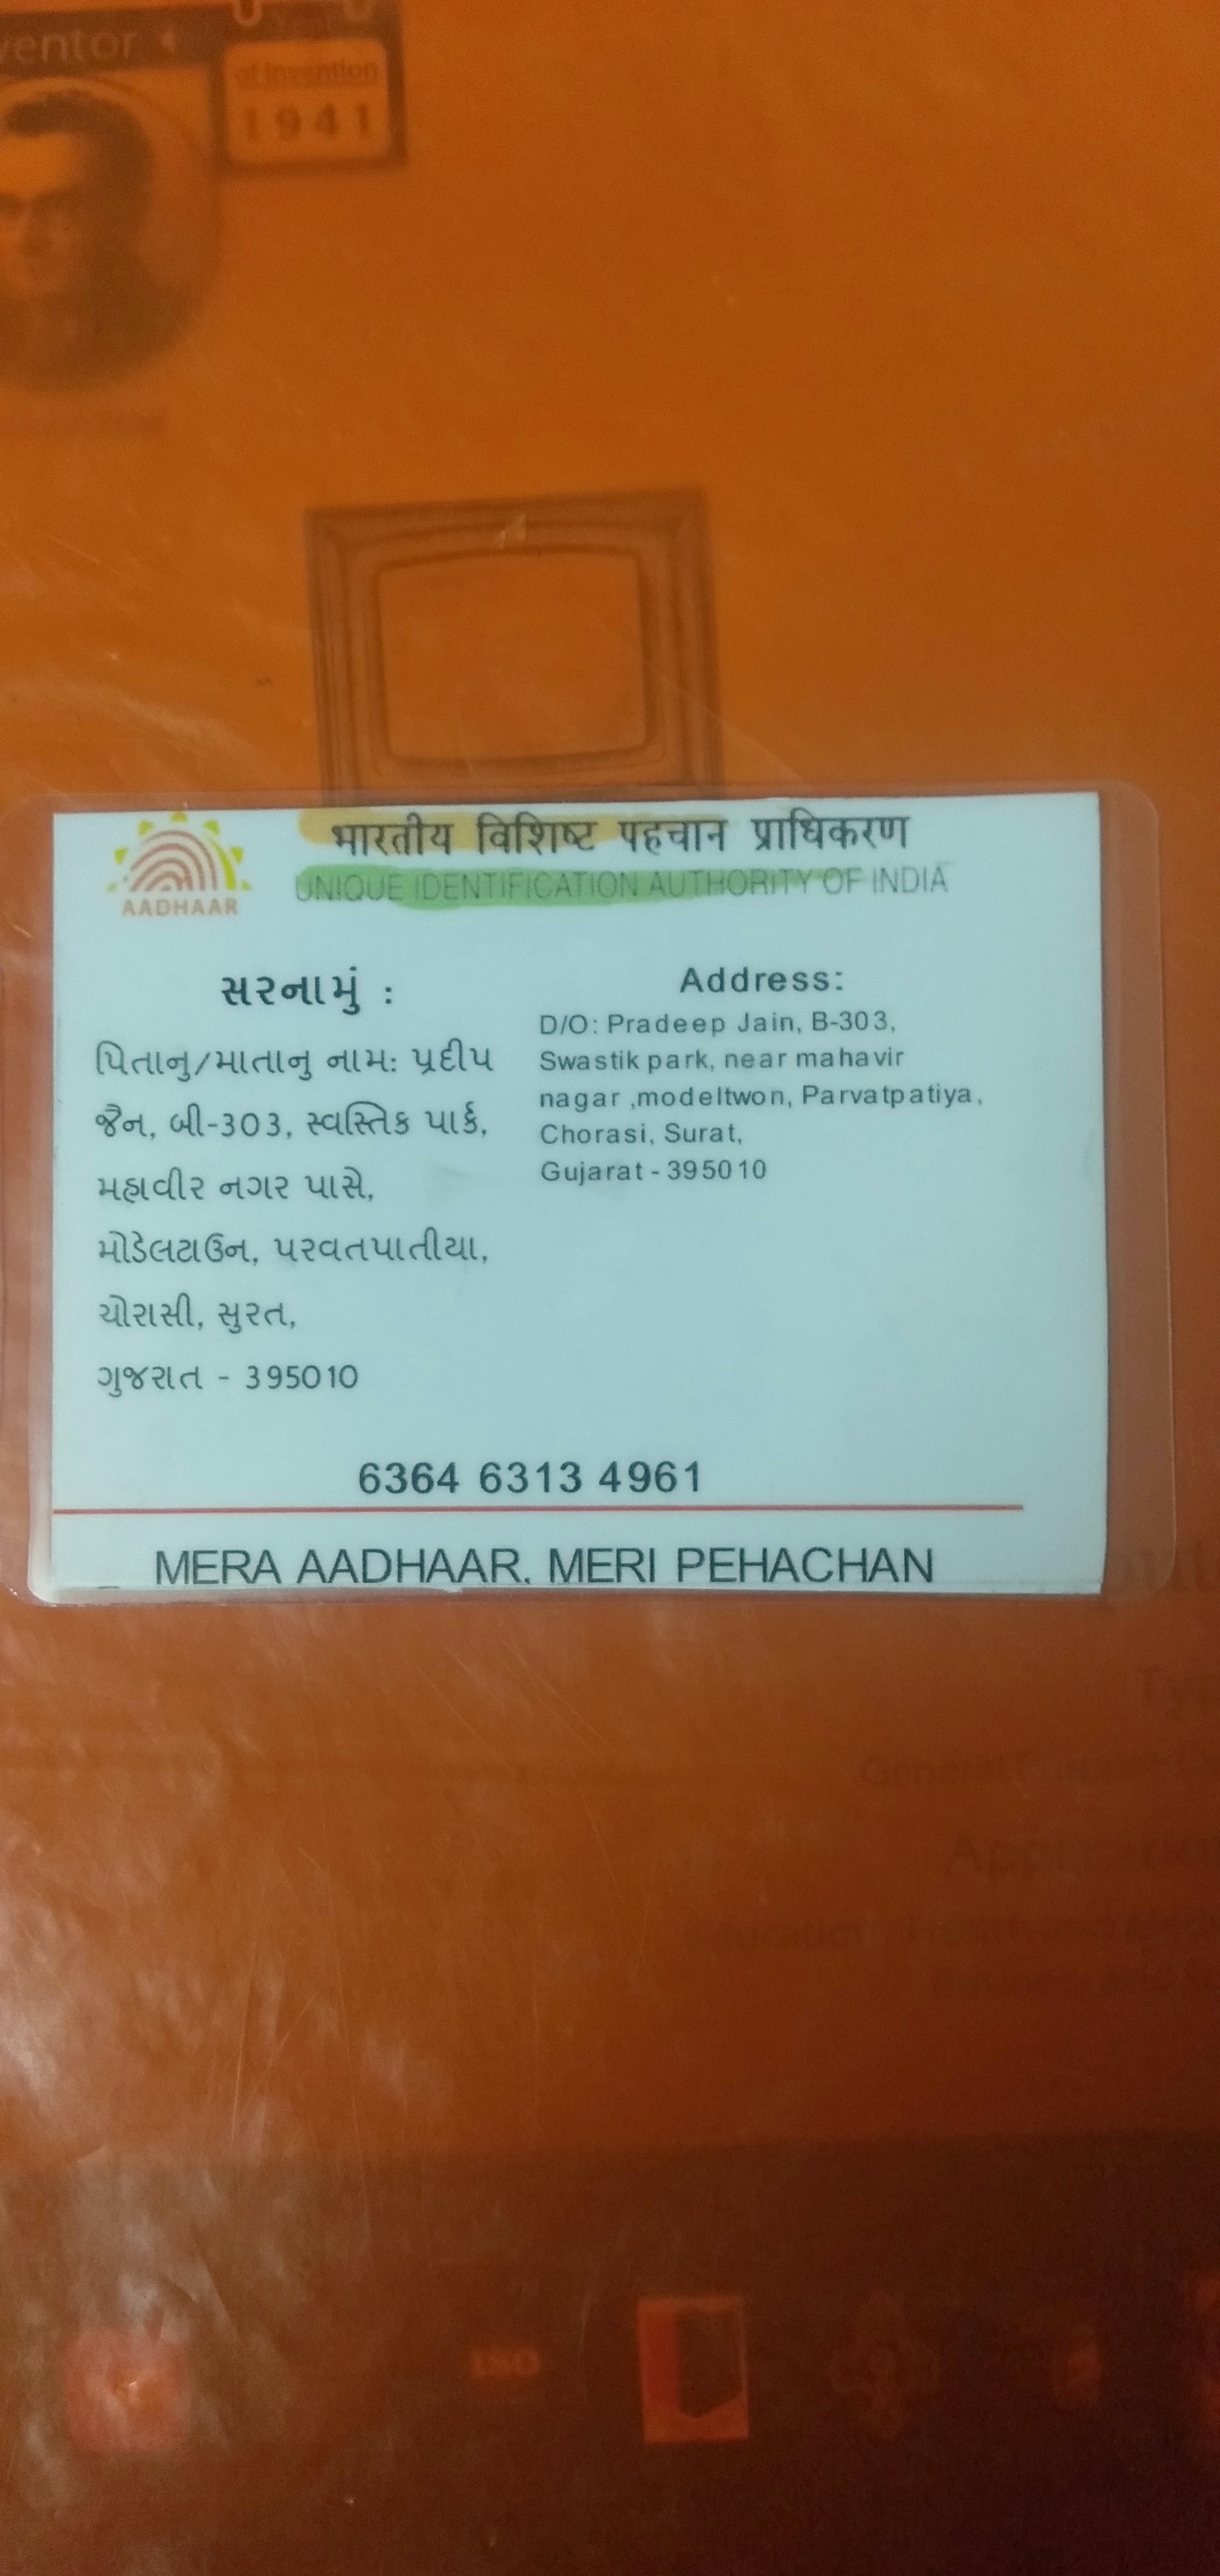 ventor
of Invention
1941
भारतीय विशिष्ट पहचान प्राधिकरण
UNIQUE IDENTIFICATION AUTHORITY OF INDIA
AADHAAR
સરનામું :
પિતાનુ/માતાનુ નામ: પ્રદીપ
જૈન, બી-303, સ્વસ્તિક પાર્ક,
મહાવીર નગર પાસે,
મોડેલટાઉન, પરવતપાતીયા,
ચોરાસી, સુરત,
ગુજરાત - 395010
Address:
D/O: Pradeep Jain, B-303,
Swastik park, near mahavir
nagar ,modeltwon, Parvatpatiya,
Chorasi, Surat,
Gujarat - 395010
6364 6313 4961
MERA AADHAAR, MERI PEHACHAN
ISO